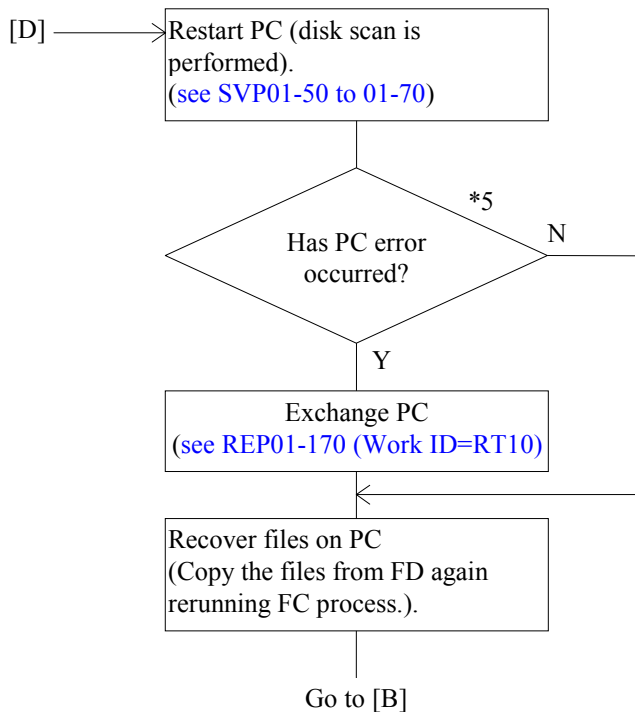 [D]
Restart PC (disk scan is
performed).
(see SVP01-50 to 01-70)
*5
Has PC error
occurred?
N
Y
Exchange PC
(see REP01-170 (Work ID=RT10)
Recover files on PC
(Copy the files from FD again
rerunning FC process.).
Go to [B]